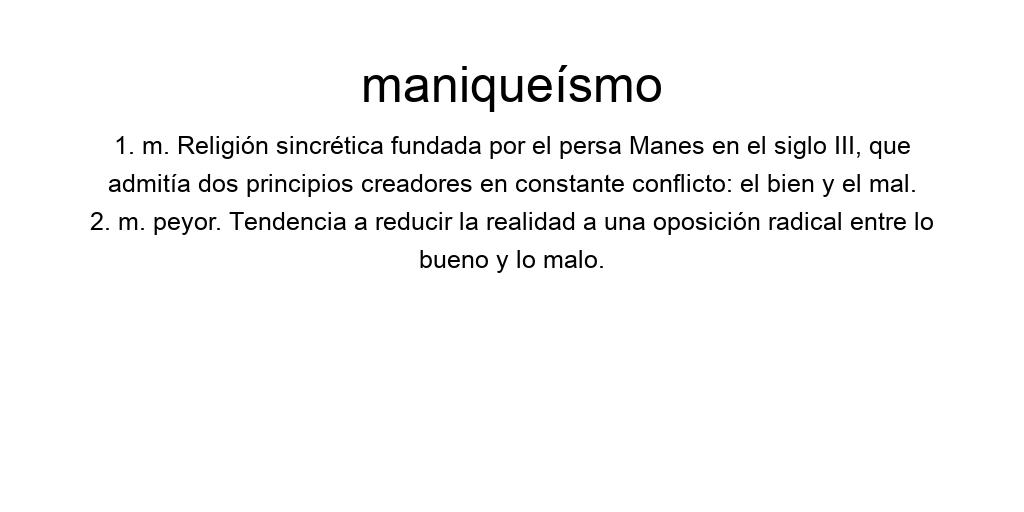 maniqueísmo
1. m. Religión sincrética fundada por el persa Manes en el siglo III, que
admitía dos principios creadores en constante conflicto: el bien y el mal.
2. m. peyor. Tendencia a reducir la realidad a una oposición radical entre lo
bueno y lo malo.